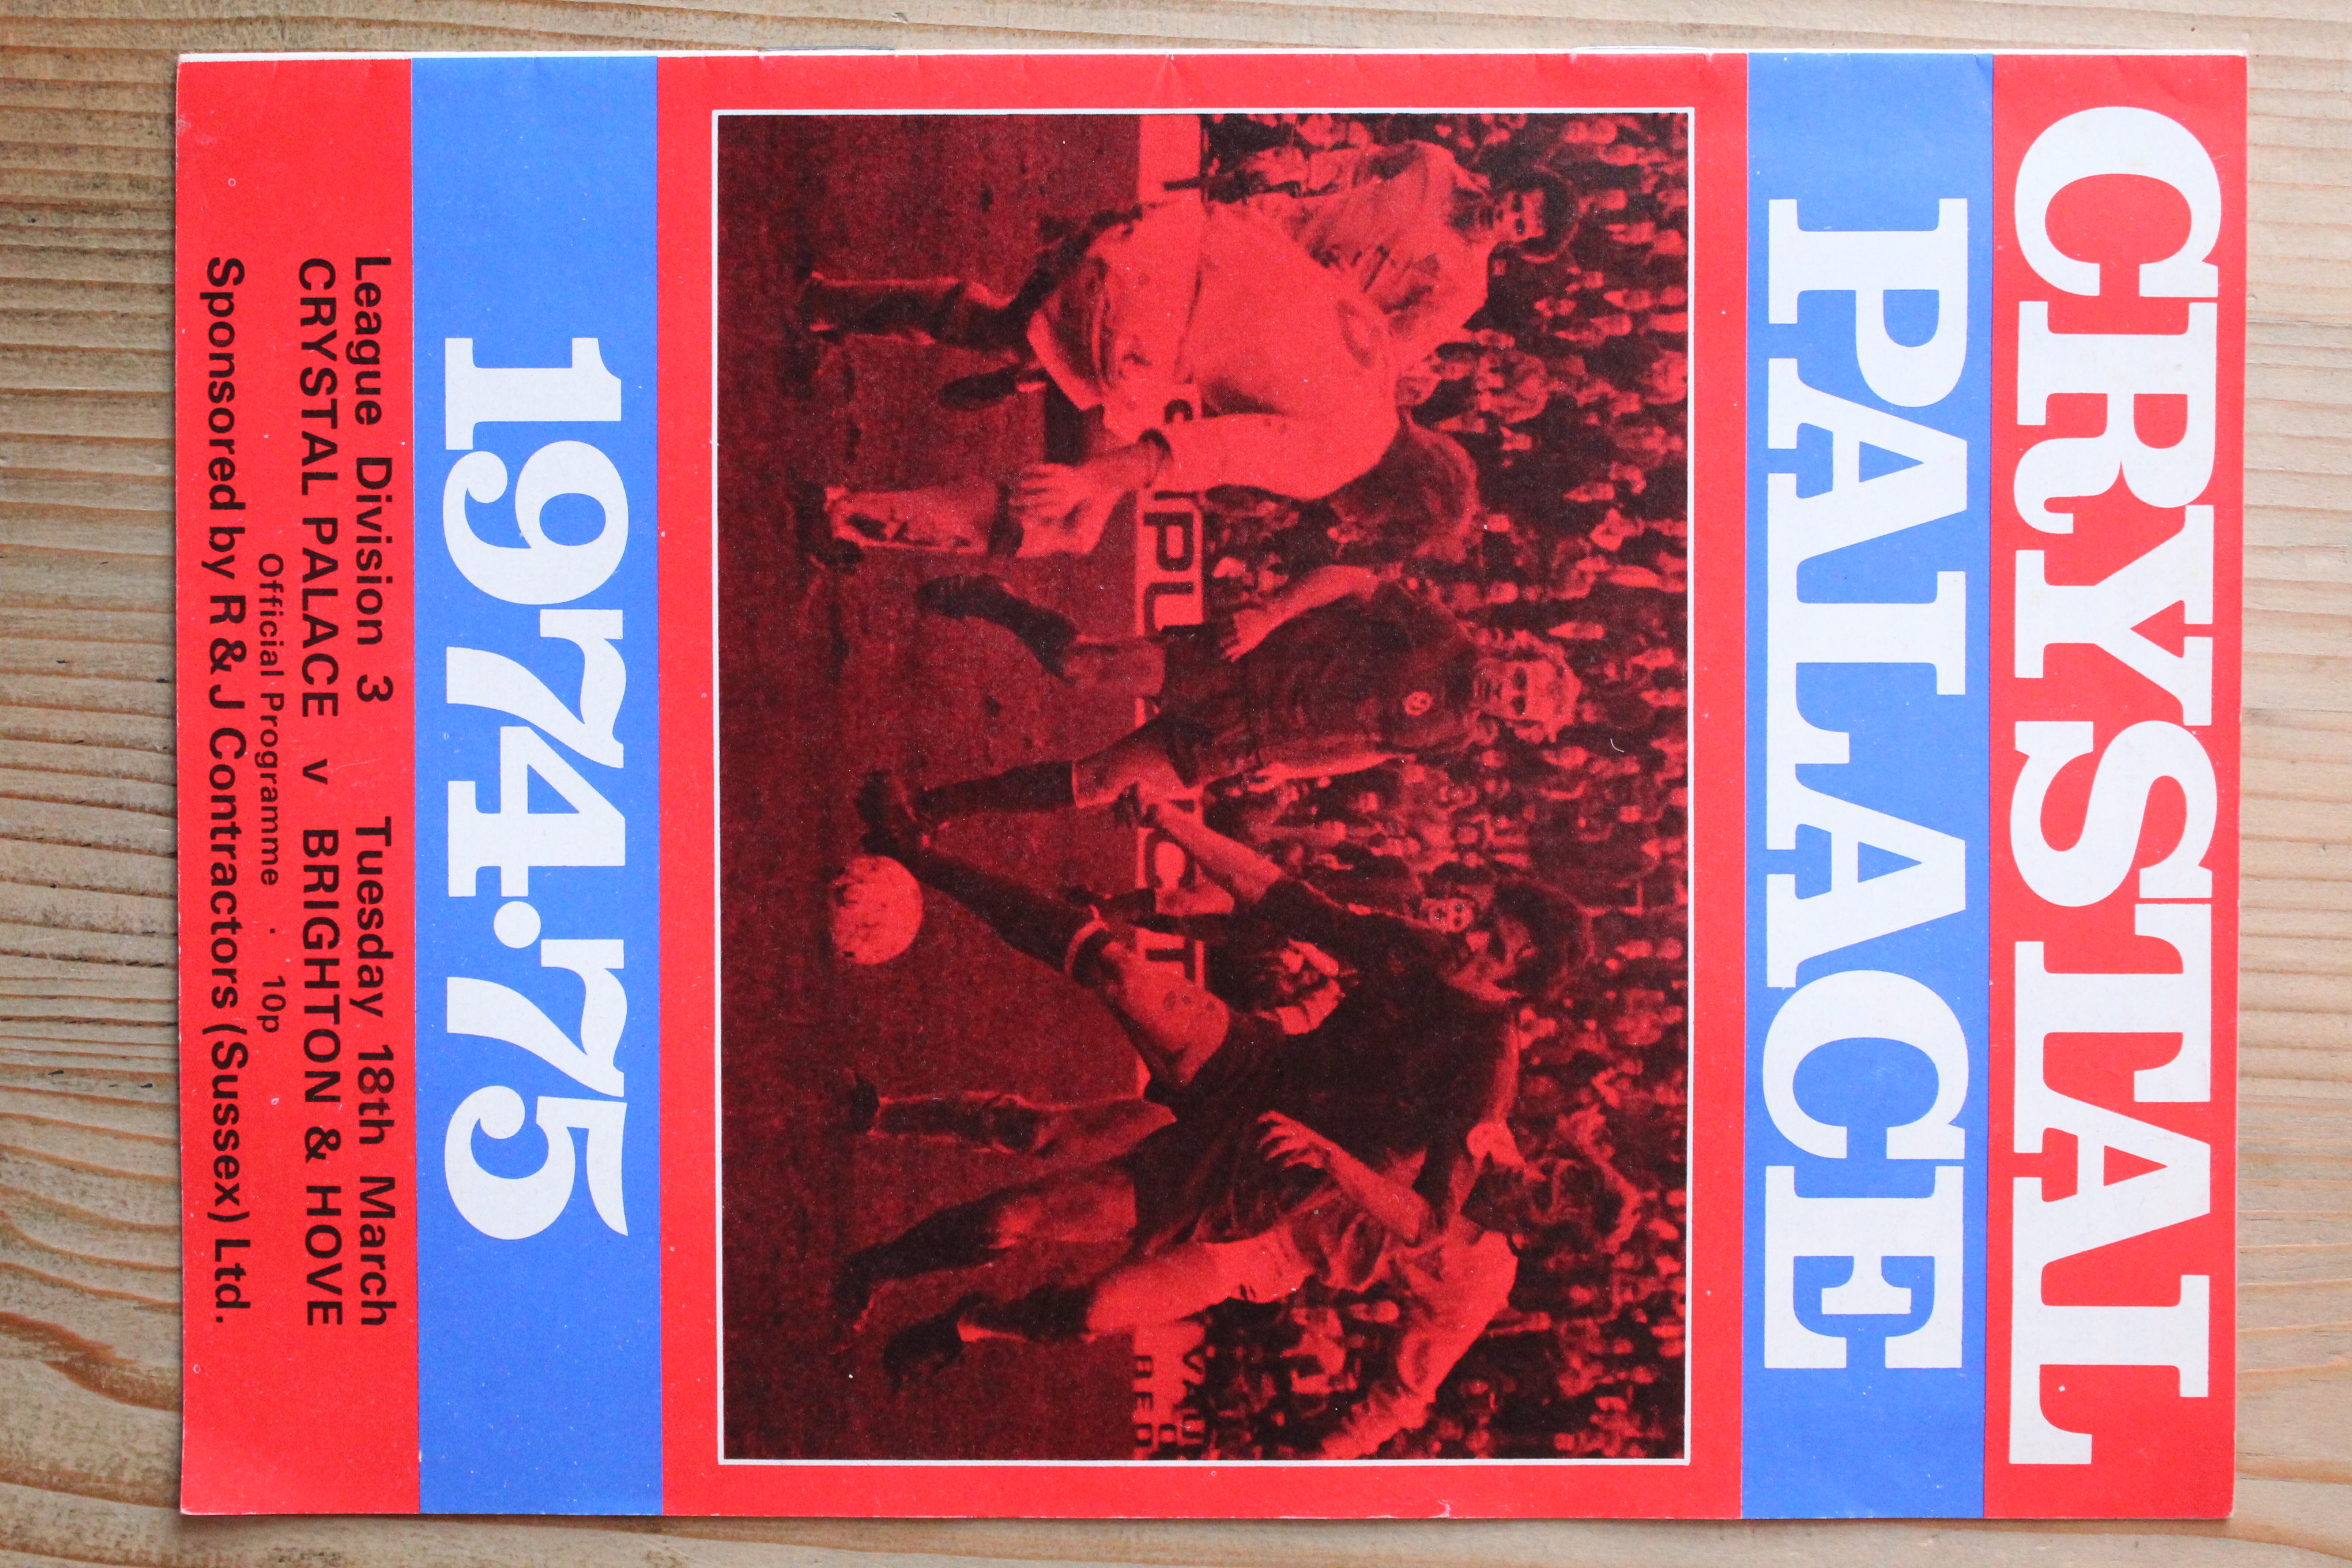 CRYSTAL
PALACE
1974·75
League Division 3 Tuesday 18th March
CRYSTAL PALACE v BRIGHTON & HOVE
Official Programme · 10p
Sponsored by R & J Contractors (Sussex) Ltd.